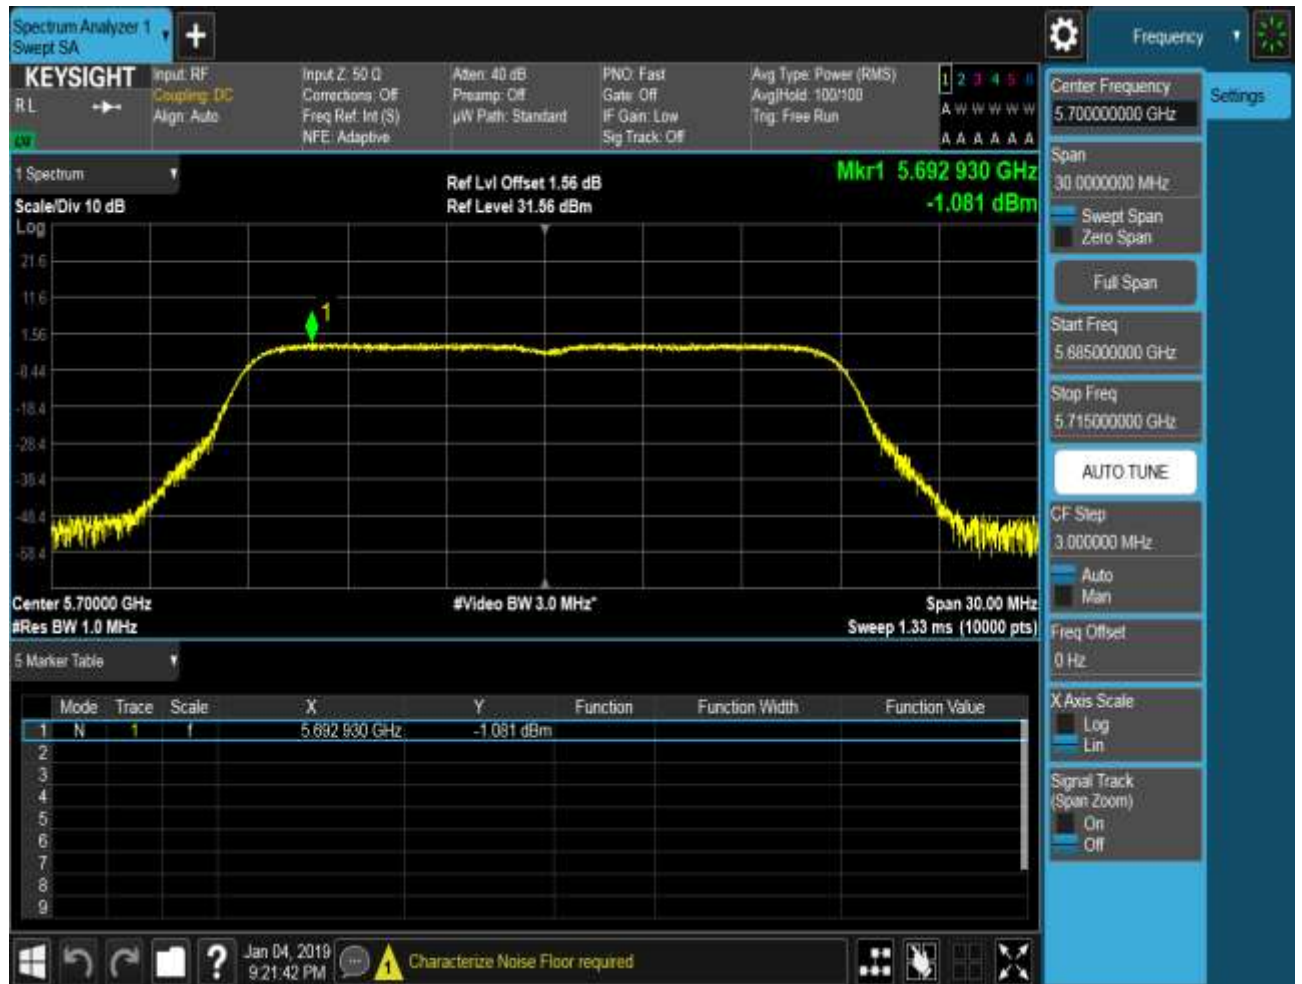 Spectrum Analyzer 1
Swept SA
+
Frequency
KEYSIGHT
RL
Input: RF
Coupling: DC
Align: Auto
Input Z: 50 Ω
Corrections: Off
Freq Ref: Int (S)
NFE: Adaptive
Atten: 40 dB
Preamp: Off
µW Path: Standard
PNO: Fast
Gate: Off
IF Gain: Low
Sig Track: Off
Avg Type: Power (RMS)
Avg|Hold: 100/100
Trig: Free Run
1 2 3 4 5 6
A W W W W W
A A A A A A
1 Spectrum
Scale/Div 10 dB
Ref Lvl Offset 1.56 dB
Ref Level 31.56 dBm
Mkr1 5.692 930 GHz
-1.081 dBm
Log
21.6
11.6
1.56
-8.44
-18.4
-28.4
-38.4
-48.4
-58.4
1
Center 5.70000 GHz
#Res BW 1.0 MHz
#Video BW 3.0 MHz*
Span 30.00 MHz
Sweep 1.33 ms (10000 pts)
5 Marker Table
Mode Trace Scale X Y Function Function Width Function Value
1 N 1 f 5.692 930 GHz -1.081 dBm
2
3
4
5
6
7
8
9
Jan 04, 2019
9:21:42 PM
Characterize Noise Floor required
Center Frequency
5.700000000 GHz
Settings
Span
30.0000000 MHz
Swept Span
Zero Span
Full Span
Start Freq
5.685000000 GHz
Stop Freq
5.715000000 GHz
AUTO TUNE
CF Step
3.000000 MHz
Auto
Man
Freq Offset
0 Hz
X Axis Scale
Log
Lin
Signal Track
(Span Zoom)
On
Off